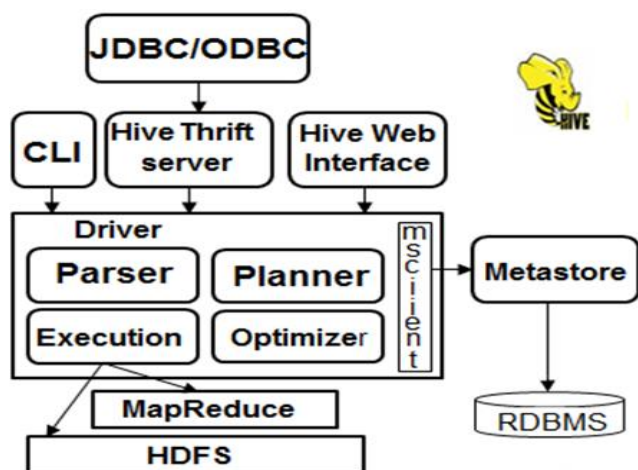 JDBC/ODBC
HIVE
CLI
Hive Thrift
server
Hive Web
Interface
Driver
Parser
Planner
Execution
Optimizer
msclient
Metastore
MapReduce
HDFS
RDBMS